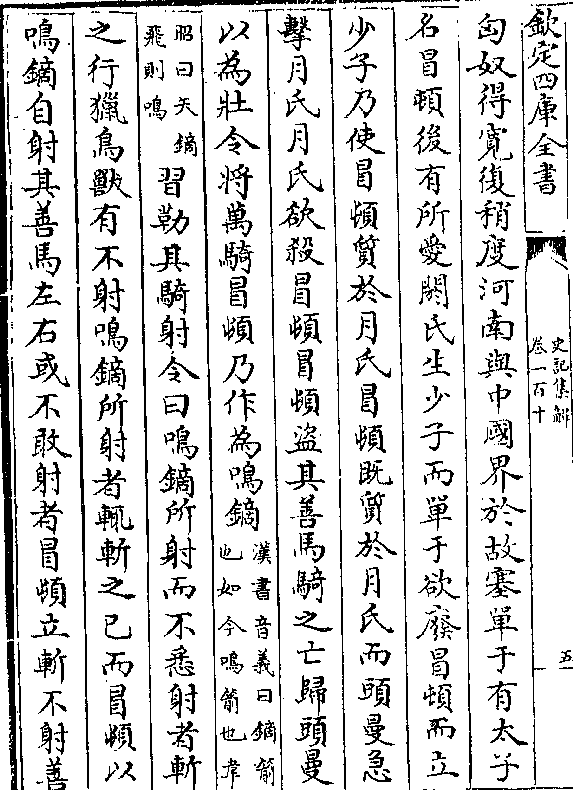 欽定四庫全書
史記集解
卷一百十
五
匈奴得寛復稍度河南與中國界於故塞單于有太子
名冒頓後有所愛閼氏生少子而單于欲廢冒頓而立
少子乃使冒頓質於月氏冒頓既質於月氏而頭曼急
擊月氏月氏欲殺冒頓冒頓盜其善馬騎之亡歸頭曼
以為壯令將萬騎冒頓乃作為鳴鏑漢書音義曰鏑箭也如今鳴箭也韋
昭曰矢鏑飛則鳴習勒其騎射令曰鳴鏑所射而不悉射者斬
之行獵鳥獸有不射鳴鏑所射者輒斬之已而冒頓以
鳴鏑自射其善馬左右或不敢射者冒頓立斬不射善